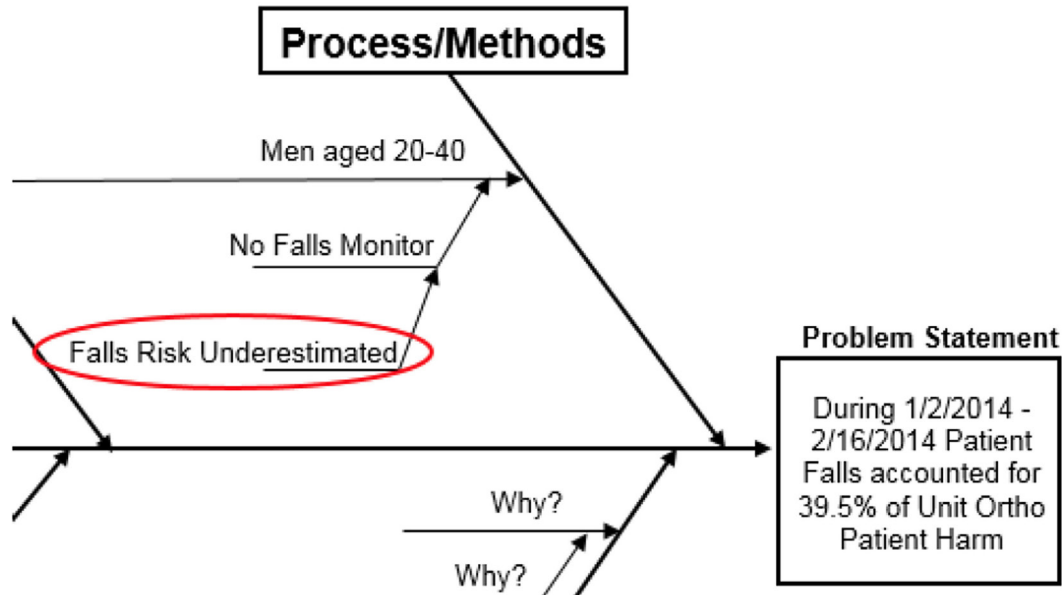 Process/Methods
Men aged 20-40
No Falls Monitor
Falls Risk Underestimated
Problem Statement
During 1/2/2014 -
2/16/2014 Patient
Falls accounted for
39.5% of Unit Ortho
Patient Harm
Why?
Why?